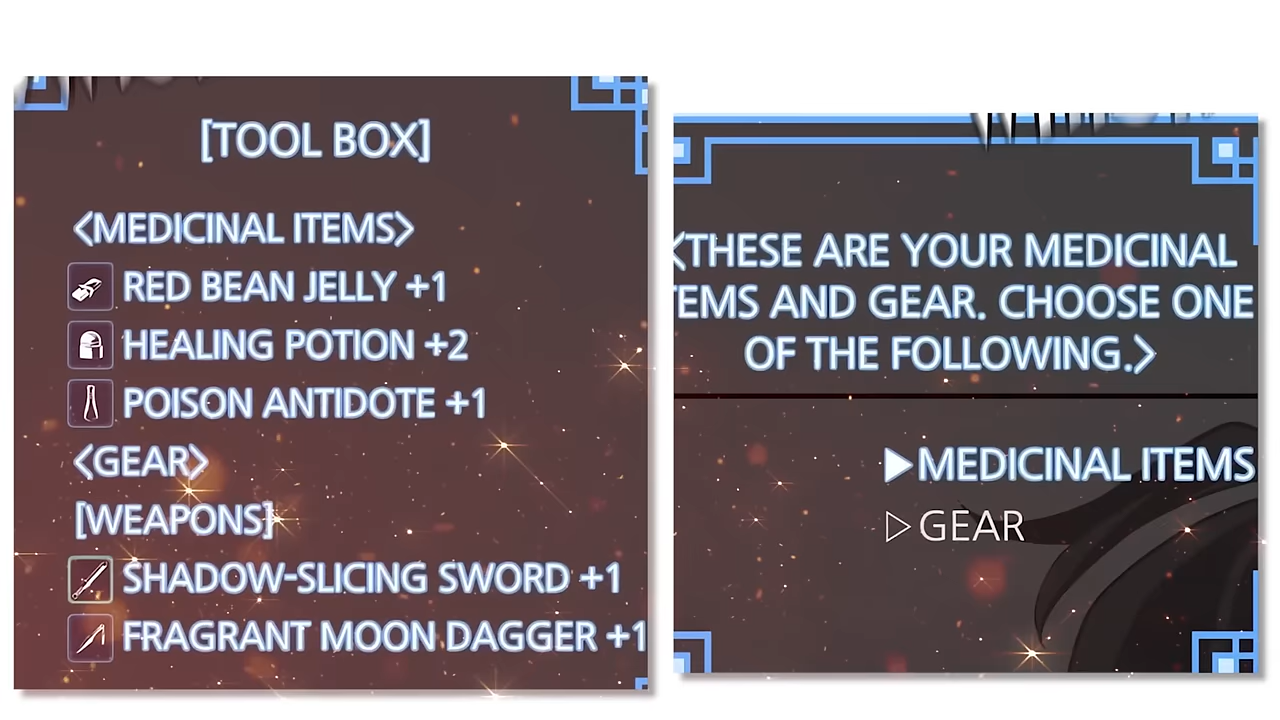 [TOOL BOX]
<MEDICINAL ITEMS>
RED BEAN JELLY +1
HEALING POTION +2
POISON ANTIDOTE +1
<GEAR>
[WEAPONS]
SHADOW-SLICING SWORD +1
FRAGRANT MOON DAGGER +1
<THESE ARE YOUR MEDICINAL
TEMS AND GEAR. CHOOSE ONE
OF THE FOLLOWING.>
▶MEDICINAL ITEMS
▷GEAR